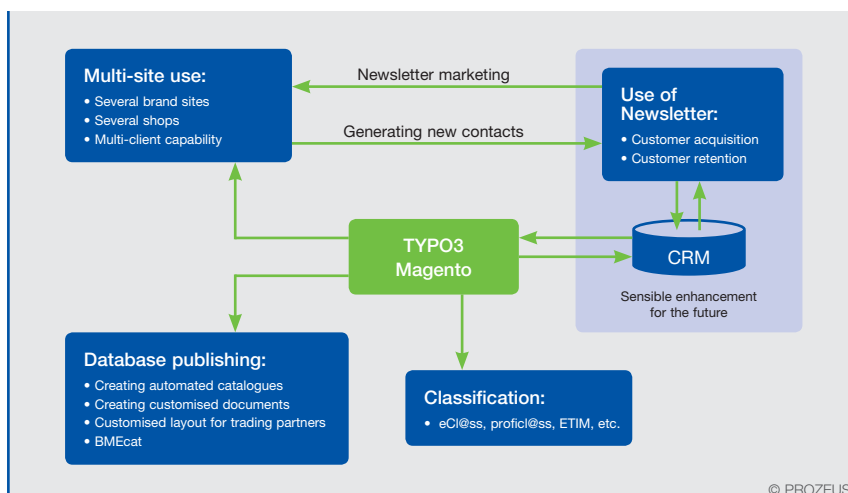 Multi-site use:
• Several brand sites
• Several shops
• Multi-client capability
Newsletter marketing
Generating new contacts
Use of
Newsletter:
• Customer acquisition
• Customer retention
TYPO3
Magento
CRM
Sensible enhancement
for the future
Database publishing:
• Creating automated catalogues
• Creating customised documents
• Customised layout for trading partners
• BMEcat
Classification:
• eCl@ss, proficl@ss, ETIM, etc.
© PROZEUS